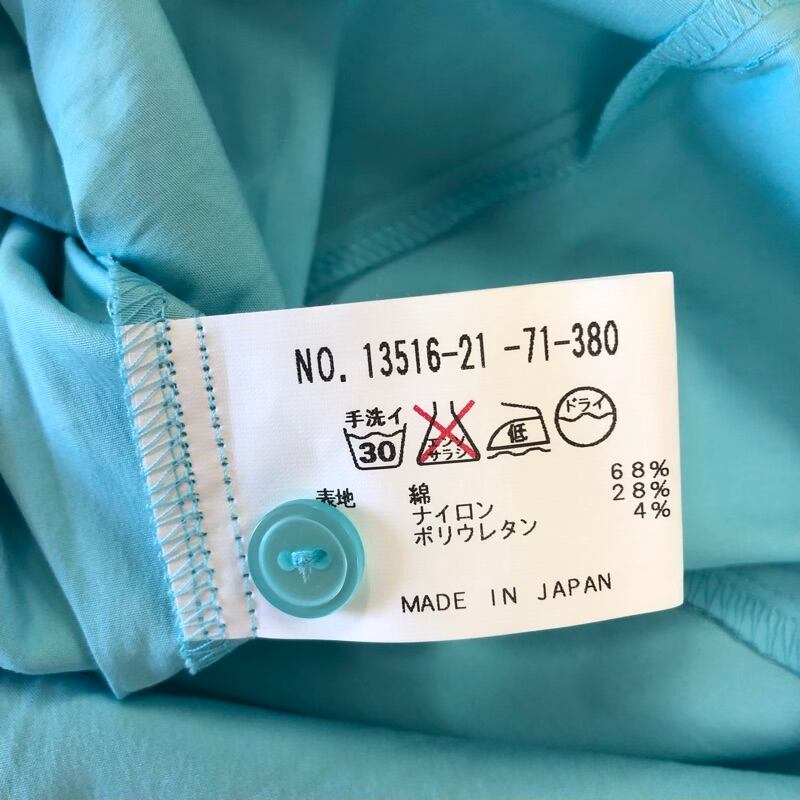 NO. 13516-21 -71-380
手洗イ
30
エンソ
サラシ
低
ドライ
表地 綿 68%
ナイロン 28%
ポリウレタン 4%
MADE IN JAPAN